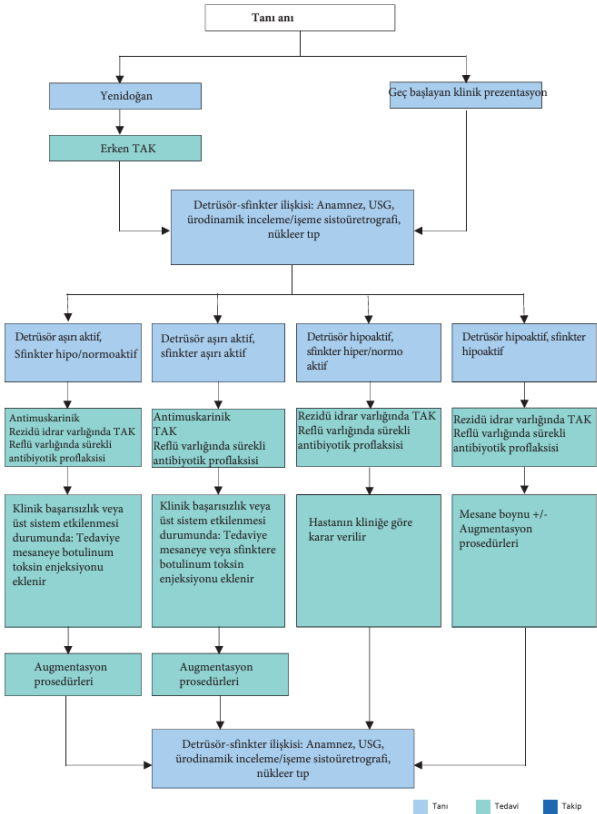 Tanı anı
Yenidoğan
Geç başlayan klinik prezentasyon
Erken TAK
Detrüsör-sfinkter ilişkisi: Anamnez, USG,
ürodinamik inceleme/işeme sistoüretrografi,
nükleer tıp
Detrüsör aşırı aktif,
Sfinkter hipo/normoaktif
Detrüsör aşırı aktif,
sfinkter aşırı aktif
Detrüsör hipoaktif,
sfinkter hiper/normo
aktif
Detrüsör hipoaktif, sfinkter
hipoaktif
Antimuskarinik
Rezidü idrar varlığında TAK
Reflü varlığında sürekli
antibiyotik proflaksisi
Antimuskarinik
TAK
Reflü varlığında sürekli
antibiyotik proflaksisi
Rezidü idrar varlığında TAK
Reflü varlığında sürekli
antibiyotik proflaksisi
Rezidü idrar varlığında TAK
Reflü varlığında sürekli
antibiyotik proflaksisi
Klinik başarısızlık veya
üst sistem etkilenmesi
durumunda: Tedaviye
mesaneye botulinum
toksin enjeksiyonu
eklenir
Klinik başarısızlık veya
üst sistem etkilenmesi
durumunda: Tedaviye
mesaneye veya sfinktere
botulinum toksin
enjeksiyonu eklenir
Hastanın kliniğe göre
karar verilir
Mesane boynu +/-
Augmentasyon
prosedürleri
Augmentasyon
prosedürleri
Augmentasyon
prosedürleri
Detrüsör-sfinkter ilişkisi: Anamnez, USG,
ürodinamik inceleme/işeme sistoüretrografi,
nükleer tıp
Tanı
Tedavi
Takip